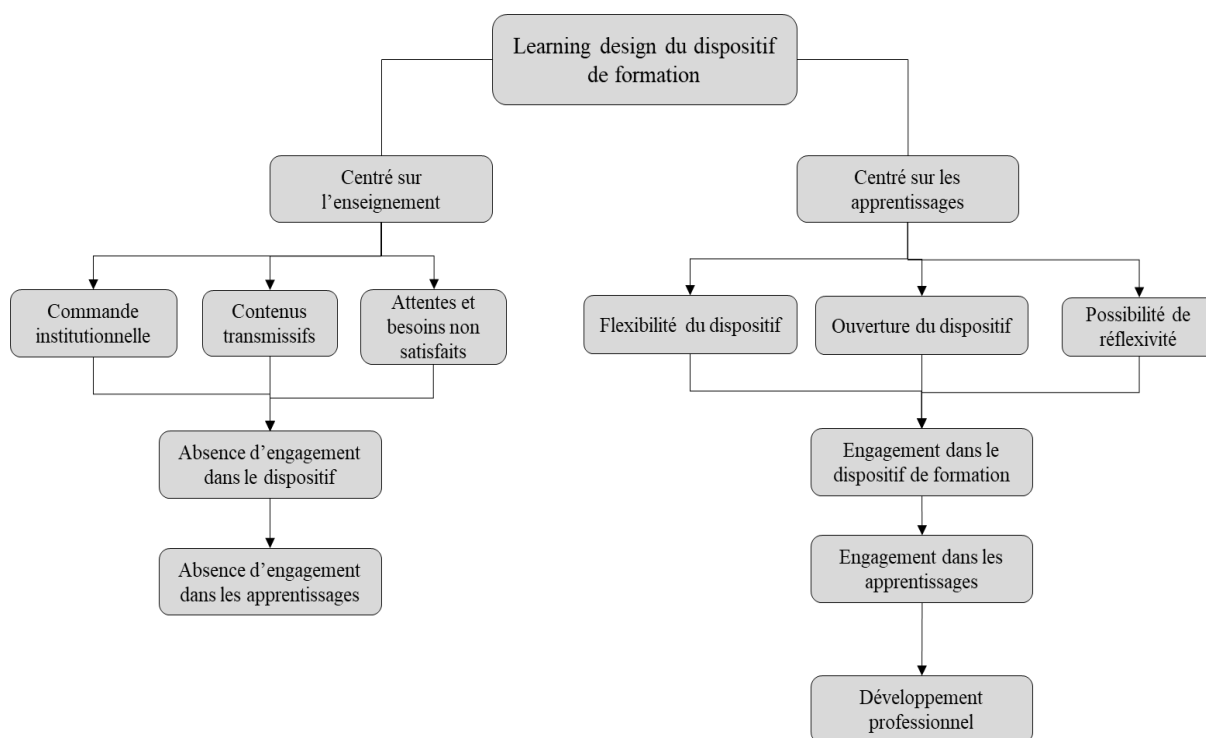 Learning design du dispositif
de formation
Centré sur
l’enseignement
Centré sur les
apprentissages
Commande
institutionnelle
Contenus
transmissifs
Attentes et
besoins non
satisfaits
Flexibilité du dispositif
Ouverture du dispositif
Possibilité de
réflexivité
Absence d’engagement
dans le dispositif
Engagement dans le
dispositif de formation
Absence d’engagement
dans les apprentissages
Engagement dans les
apprentissages
Développement
professionnel